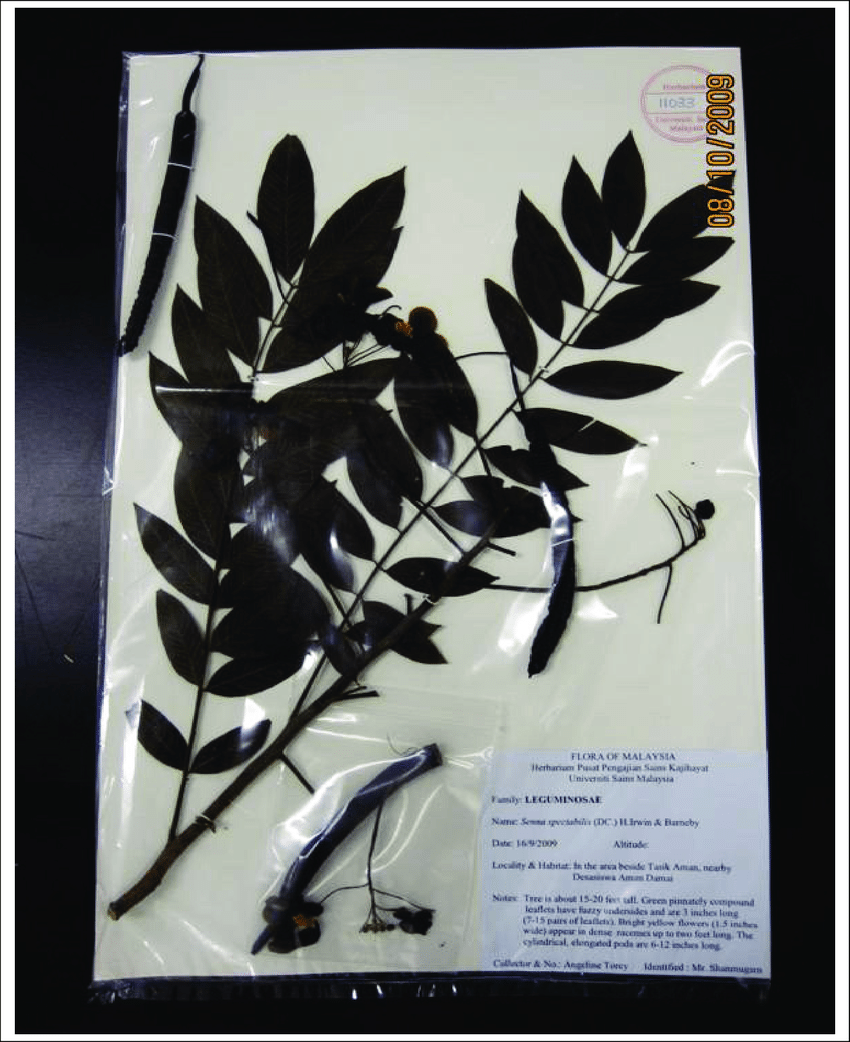 Herbarium
11033
Universiti
Malaysia
08/10/2009
FLORA OF MALAYSIA
Herbarium Pusat Pengajian Sains Kajihayat
Universiti Sains Malaysia
Family: LEGUMINOSAE
Name: Senna spectabilis (DC.) H.Irwin & Barneby
Date: 16/9/2009 Altitude:
Locality & Habitat: In the area beside Tasik Aman, nearby
Desasiswa Aman Damai
Notes: Tree is about 15-20 feet tall. Green pinnately compound
leaflets have fuzzy undersides and are 3 inches long
(7-15 pairs of leaflets). Bright yellow flowers (1.5 inches
wide) appear in dense racemes up to two feet long. The
cylindrical, elongated pods are 6-12 inches long.
Collector & No.: Angeline Torey Identified : Mr. Shanmugam